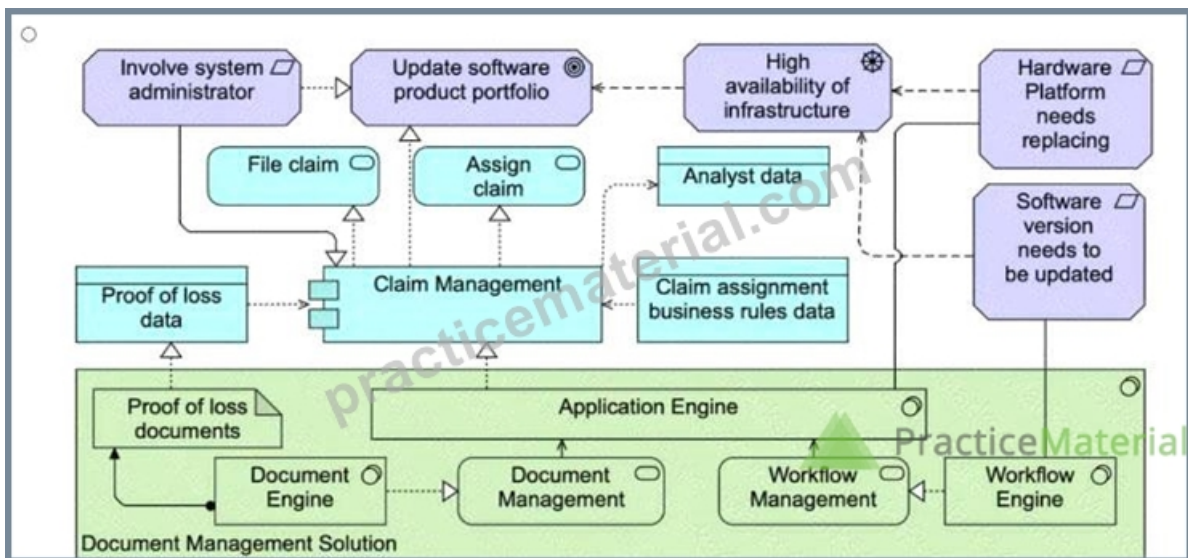 Involve system
administrator
Update software
product portfolio
High
availability of
infrastructure
Hardware
Platform
needs
replacing
File claim
Assign
claim
Analyst data
Software
version
needs to
be updated
Proof of loss
data
Claim Management
Claim assignment
business rules data
practicematerial.com
Proof of loss
documents
Application Engine
PracticeMaterial
Document
Engine
Document
Management
Workflow
Management
Workflow
Engine
Document Management Solution